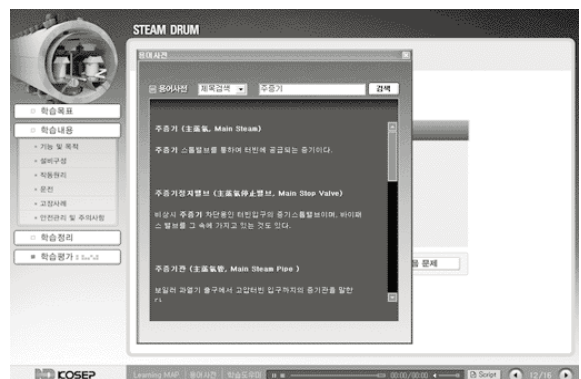 STEAM DRUM
용어사전
용어사전 제목검색 주증기 검색
주증기 (主蒸氣, Main Steam)
주증기 스톱밸브를 통하여 터빈에 공급되는 증기이다.
주증기정지밸브 (主蒸氣停止밸브, Main Stop Valve)
비상시 주증기 차단용인 터빈입구의 증기스톱밸브이며, 바이패
스 밸브를 그 속에 가지고 있는 것도 있다.
주증기관 (主蒸氣管, Main Steam Pipe )
보일러 과열기 출구에서 고압터빈 입구까지의 증기관을 말한
학습목표
학습내용
기능 및 목적
설비구성
작동원리
운전
고장사례
안전관리 및 주의사항
학습정리
학습평가
문제
KOSEP
Learning MAP 용어사전 학습도우미 00:00/00:00 Script 12/16